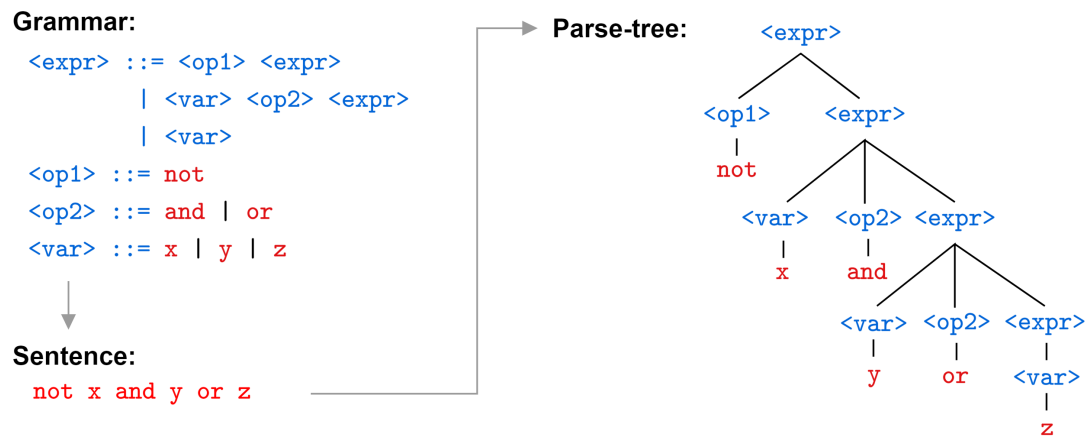 Grammar:
<expr> ::= <op1> <expr>
| <var> <op2> <expr>
| <var>
<op1> ::= not
<op2> ::= and | or
<var> ::= x | y | z
Sentence:
not x and y or z
Parse-tree:
<expr>
<op1> <expr>
not
<var> <op2> <expr>
x and
<var> <op2> <expr>
y or <var>
z